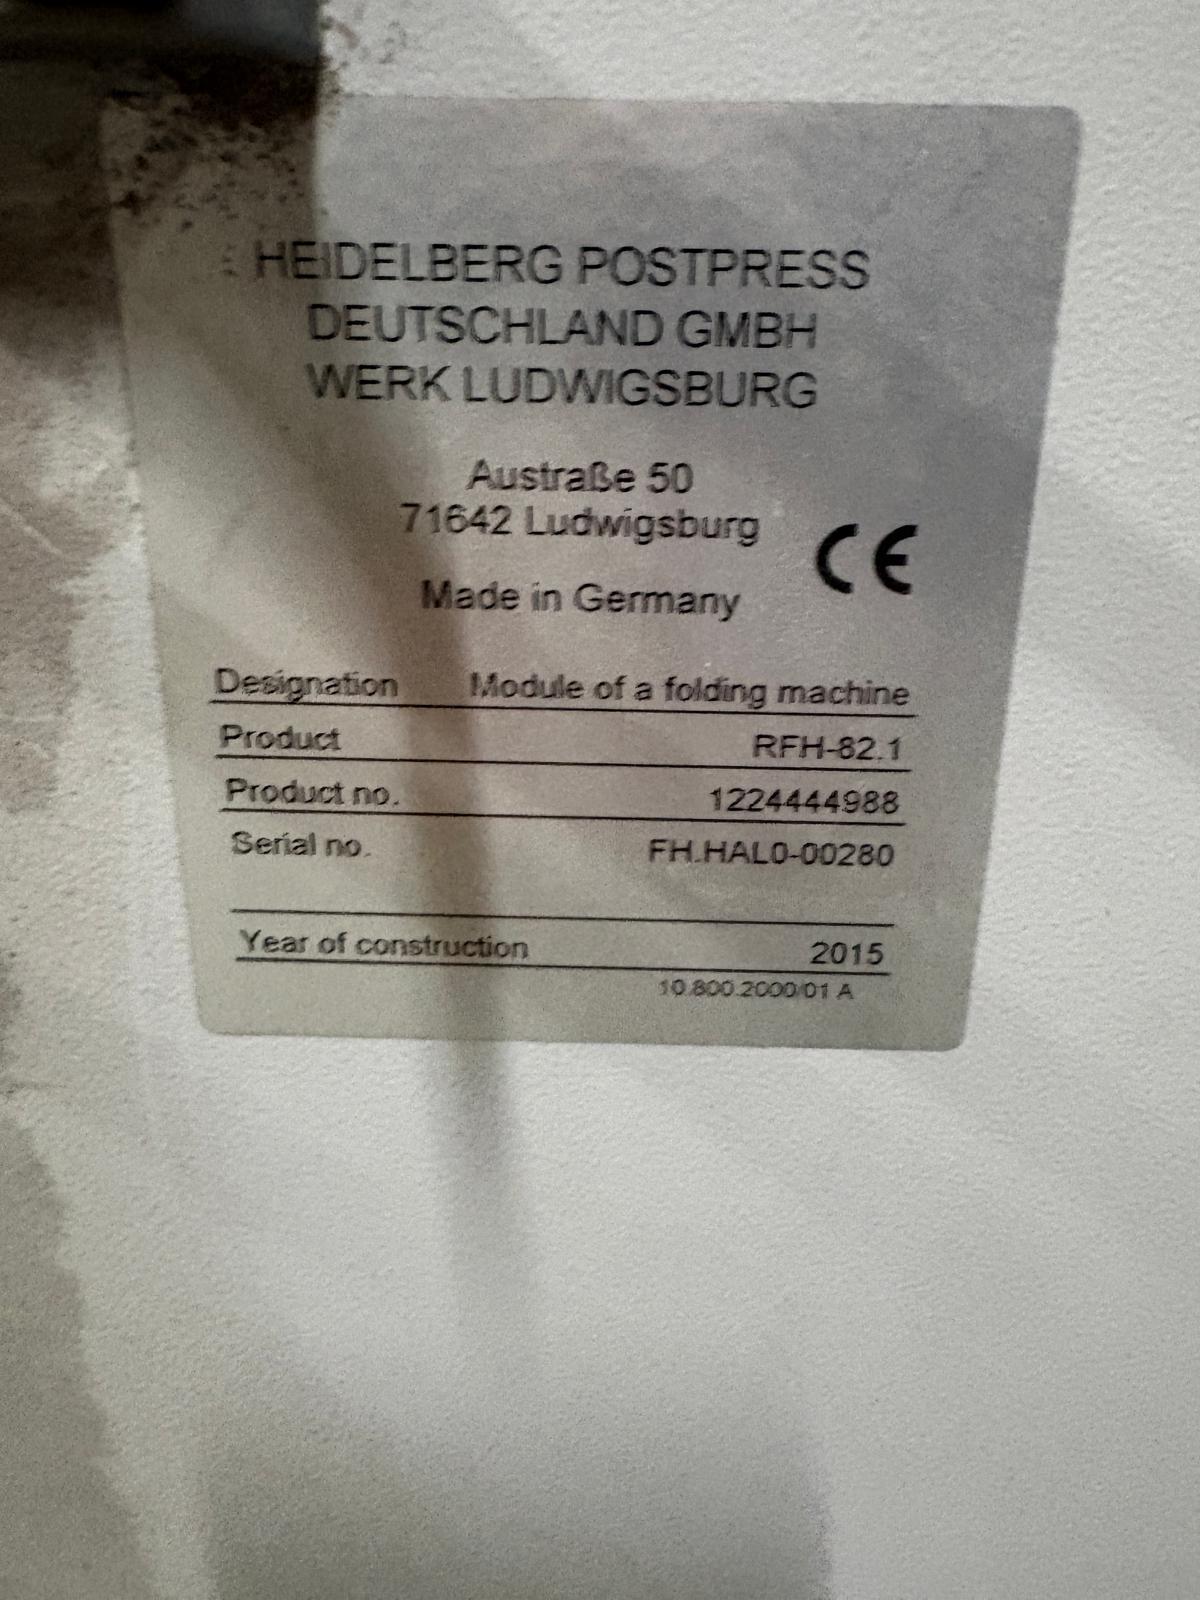 HEIDELBERG POSTPRESS
DEUTSCHLAND GMBH
WERK LUDWIGSBURG
Austraße 50
71642 Ludwigsburg
CE
Made in Germany
Designation Module of a folding machine
Product RFH-82.1
Product no. 1224444988
Serial no. FH.HAL0-00280
Year of construction 2015
10.800.2000/01 A